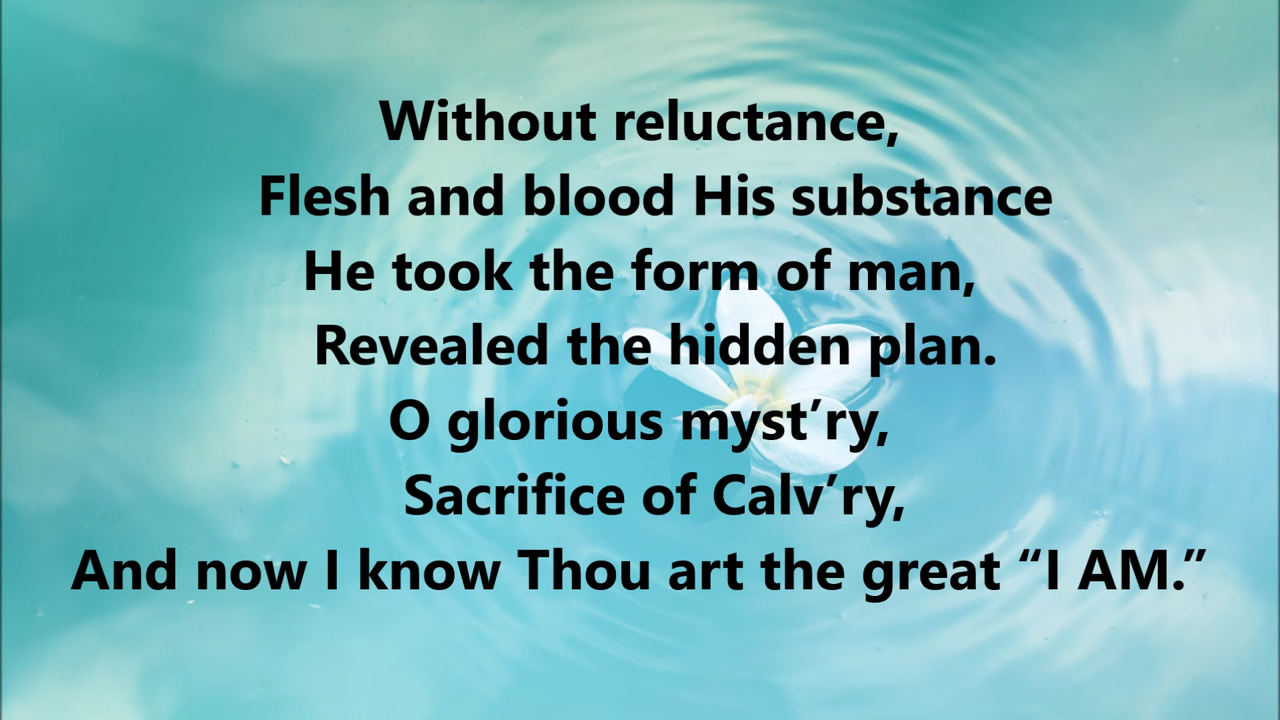 Without reluctance,
Flesh and blood His substance
He took the form of man,
Revealed the hidden plan.
O glorious myst’ry,
Sacrifice of Calv’ry,
And now I know Thou art the great “I AM.”